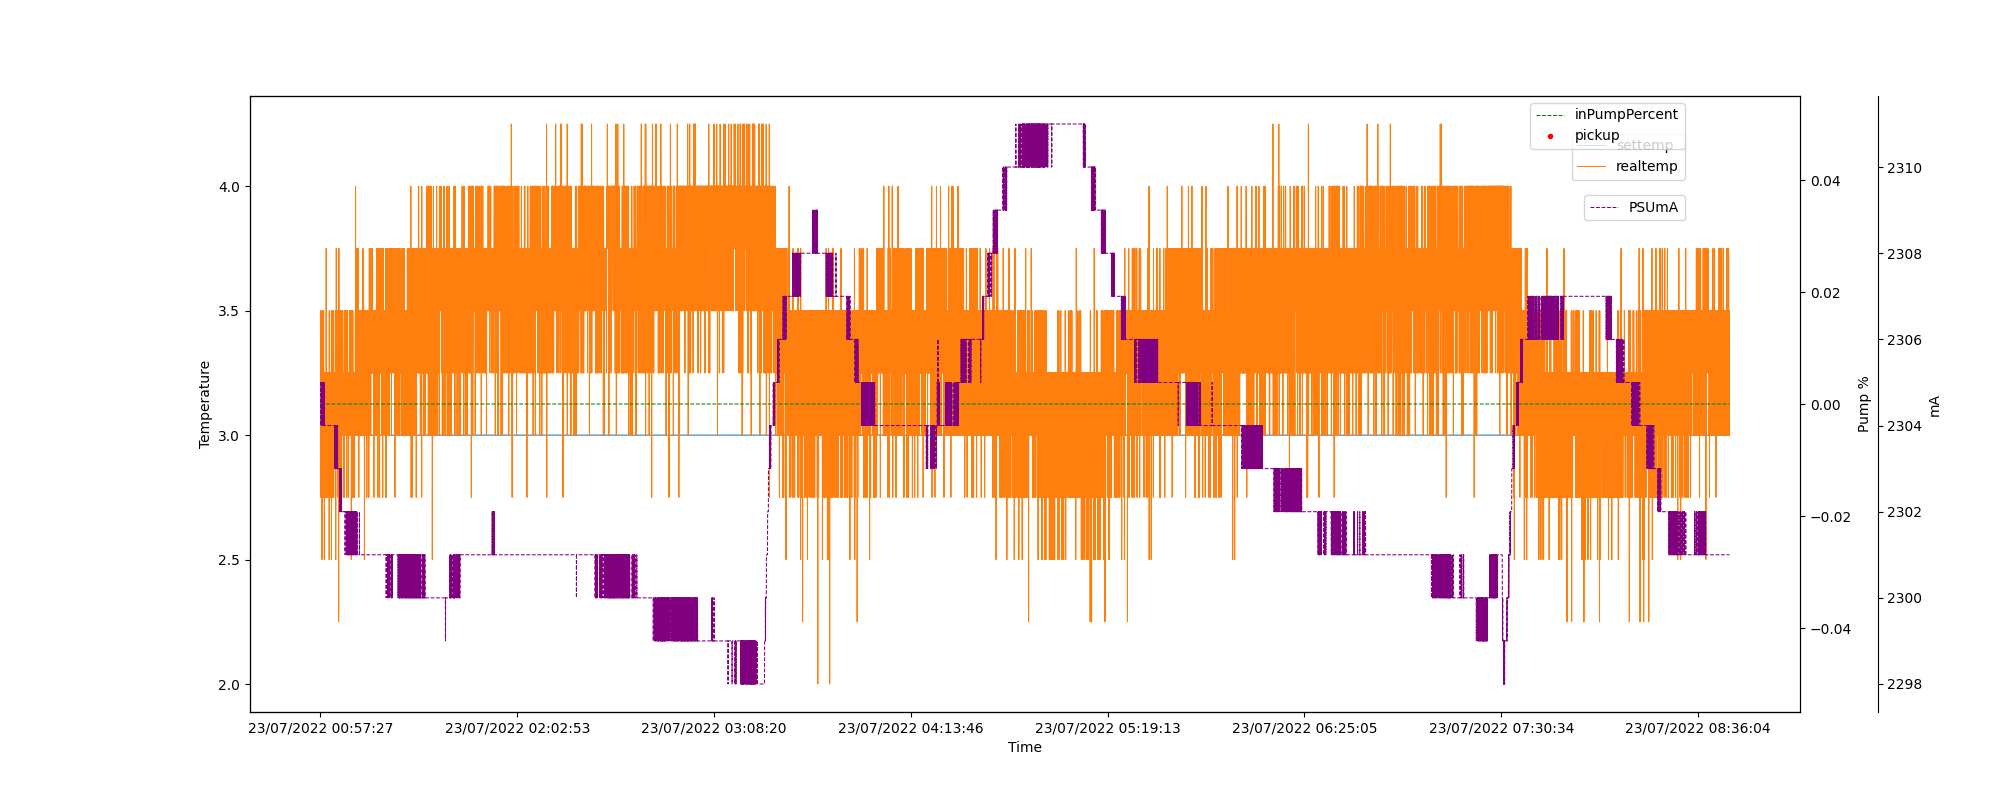 inPumpPercent
pickup
settemp
realtemp
PSUmA
4.0
3.5
3.0
2.5
2.0
Temperature
0.04
0.02
0.00
−0.02
−0.04
Pump %
2310
2308
2306
2304
2302
2300
2298
mA
23/07/2022 00:57:27
23/07/2022 02:02:53
23/07/2022 03:08:20
23/07/2022 04:13:46
23/07/2022 05:19:13
23/07/2022 06:25:05
23/07/2022 07:30:34
23/07/2022 08:36:04
Time